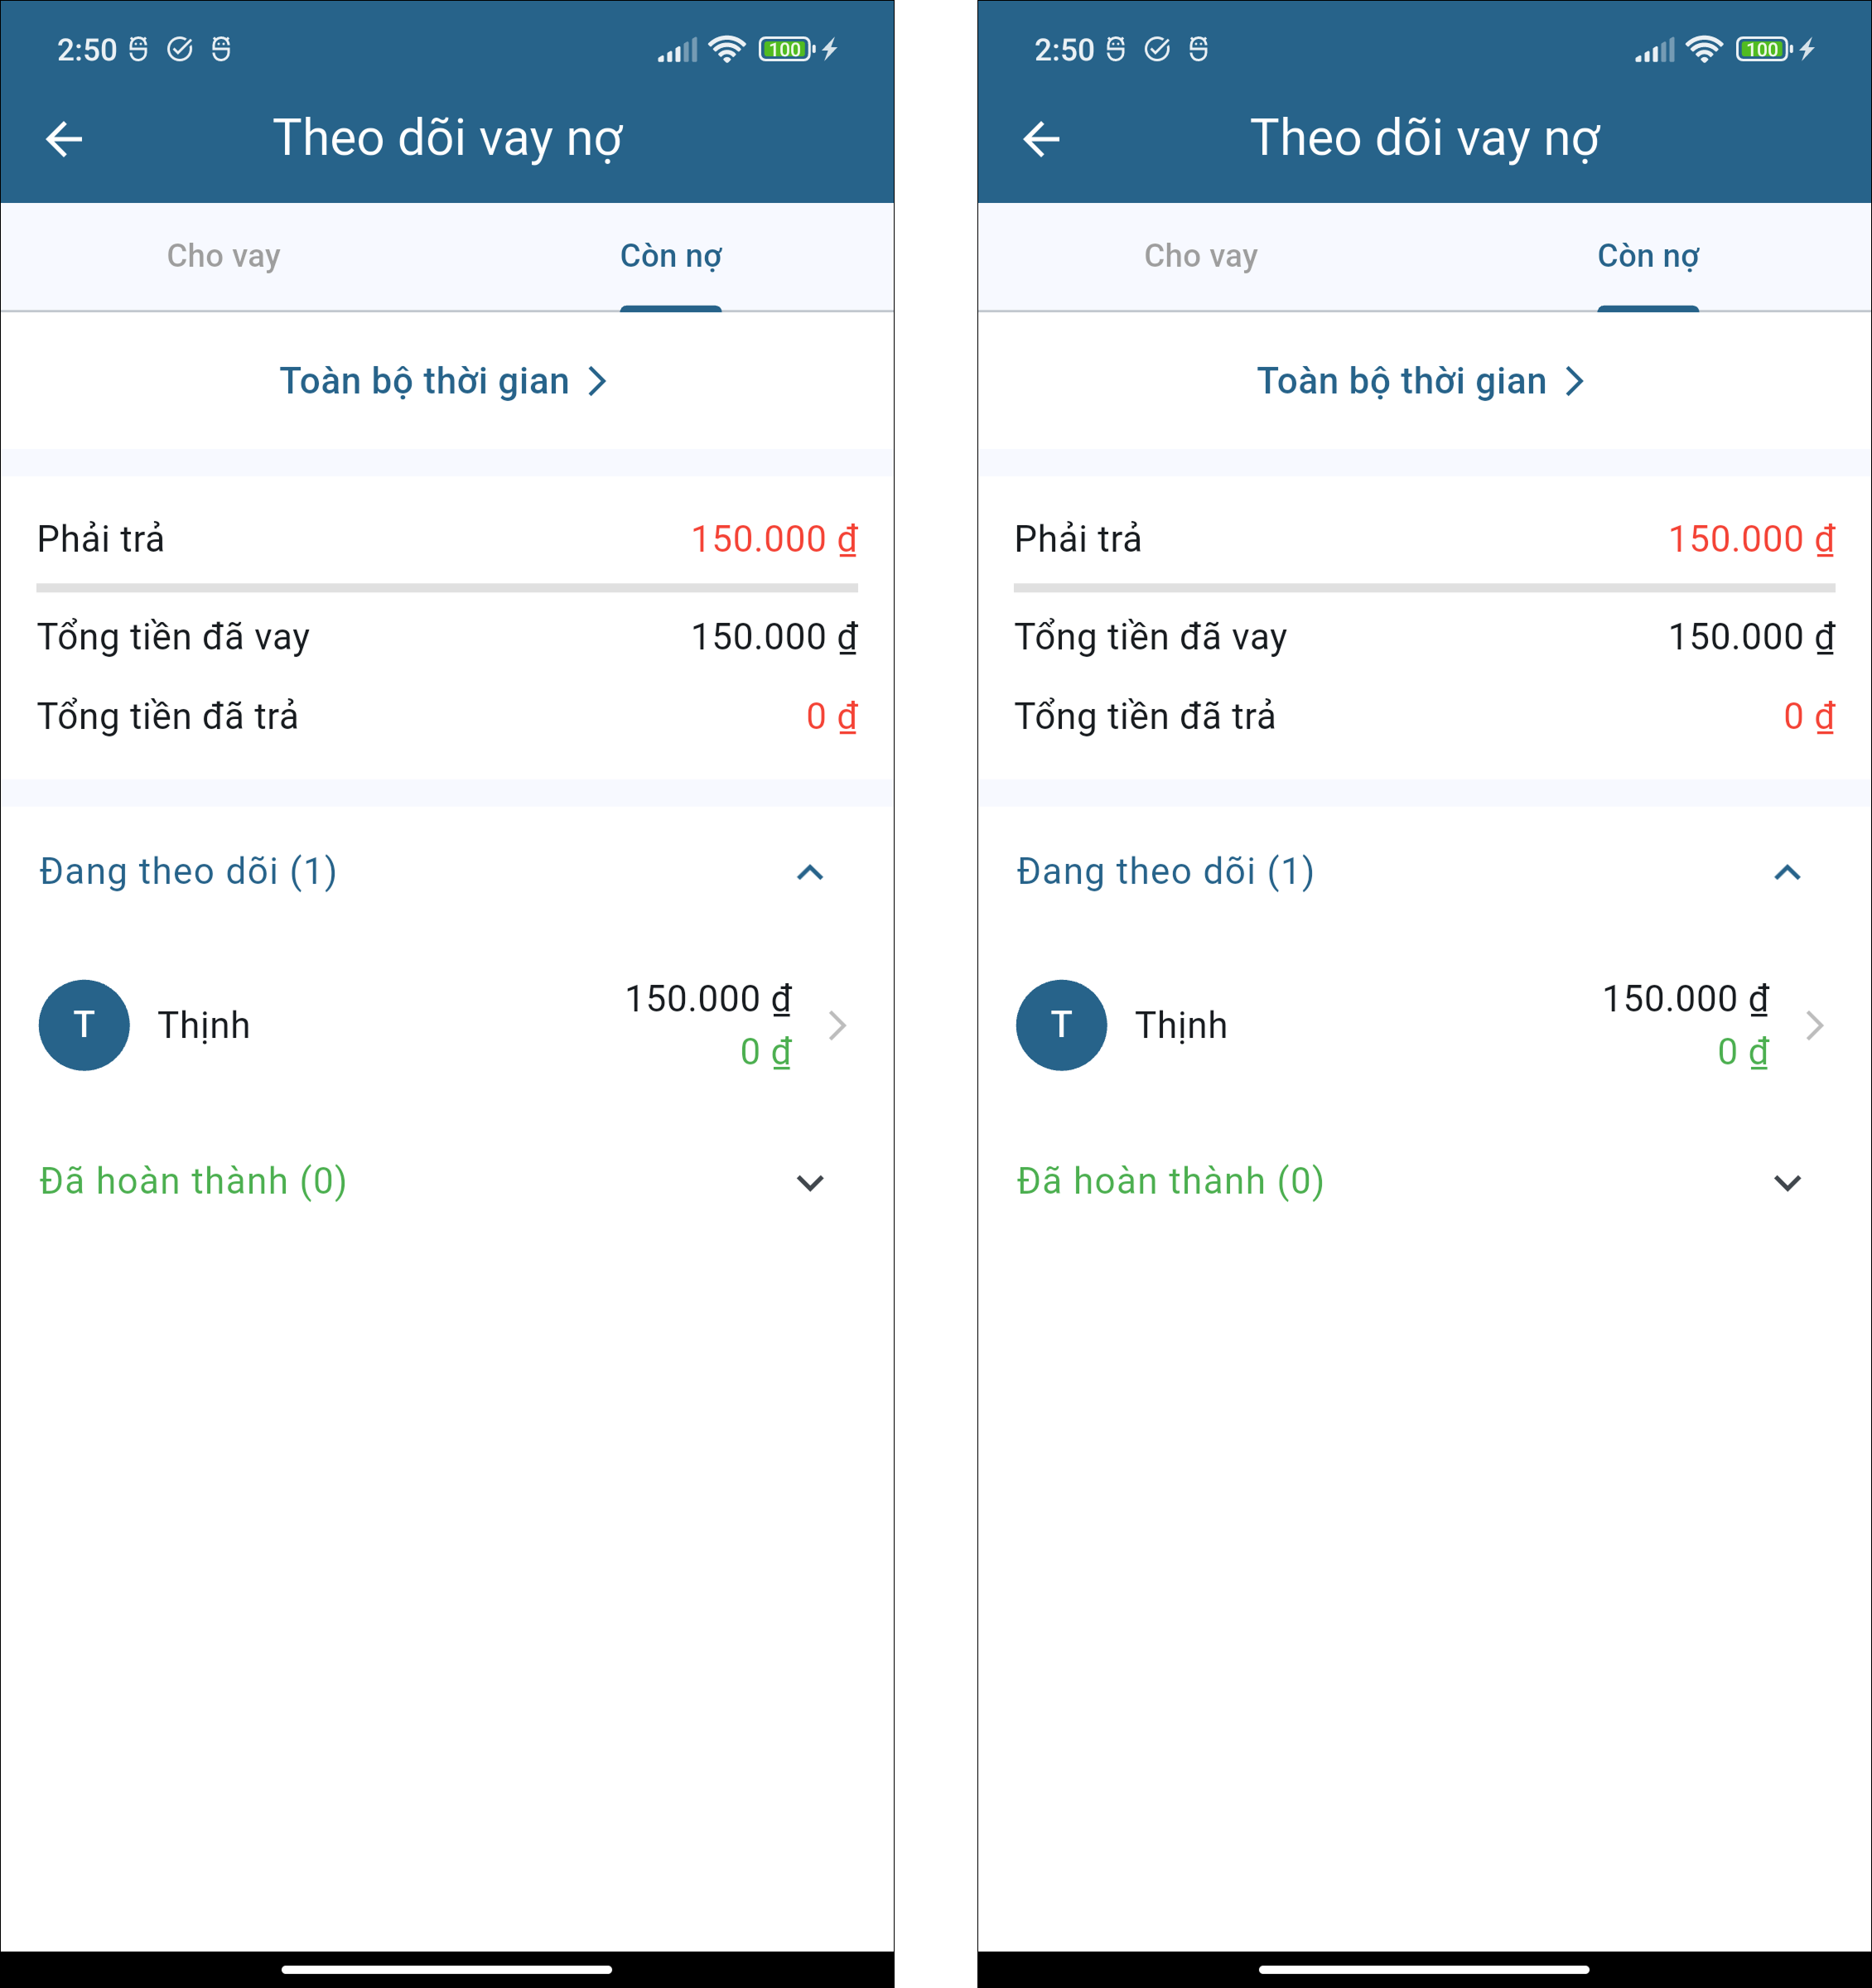 2:50
100
Theo dõi vay nợ
Cho vay
Còn nợ
Toàn bộ thời gian
Phải trả
150.000 ₫
Tổng tiền đã vay
150.000 ₫
Tổng tiền đã trả
0 ₫
Đang theo dõi (1)
T
Thịnh
150.000 ₫
0 ₫
Đã hoàn thành (0)
2:50
100
Theo dõi vay nợ
Cho vay
Còn nợ
Toàn bộ thời gian
Phải trả
150.000 ₫
Tổng tiền đã vay
150.000 ₫
Tổng tiền đã trả
0 ₫
Đang theo dõi (1)
T
Thịnh
150.000 ₫
0 ₫
Đã hoàn thành (0)